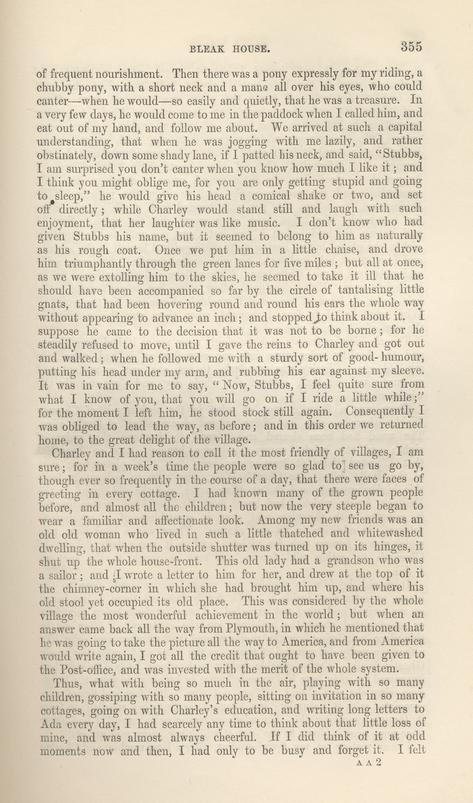 BLEAK HOUSE. 355
of frequent nourishment. Then there was a pony expressly for my riding, a
chubby pony, with a short neck and a mane all over his eyes, who could
canter—when he would—so easily and quietly, that he was a treasure. In
a very few days, he would come to me in the paddock when I called him, and
eat out of my hand, and follow me about. We arrived at such a capital
understanding, that when he was jogging with me lazily, and rather
obstinately, down some shady lane, if I patted his neck, and said, "Stubbs,
I am surprised you don't canter when you know how much I like it; and
I think you might oblige me, for you are only getting stupid and going
to sleep," he would give his head a comical shake or two, and set
off directly; while Charley would stand still and laugh with such
enjoyment, that her laughter was like music. I don't know who had
given Stubbs his name, but it seemed to belong to him as naturally
as his rough coat. Once we put him in a little chaise, and drove
him triumphantly through the green lanes for five miles; but all at once,
as we were extolling him to the skies, he seemed to take it ill that he
should have been accompanied so far by the circle of tantalising little
gnats, that had been hovering round and round his ears the whole way
without appearing to advance an inch; and stopped to think about it. I
suppose he came to the decision that it was not to be borne; for he
steadily refused to move, until I gave the reins to Charley and got out
and walked; when he followed me with a sturdy sort of good-humour,
putting his head under my arm, and rubbing his ear against my sleeve.
It was in vain for me to say, "Now, Stubbs, I feel quite sure from
what I know of you, that you will go on if I ride a little while;"
for the moment I left him, he stood stock still again. Consequently I
was obliged to lead the way, as before; and in this order we returned
home, to the great delight of the village.
Charley and I had reason to call it the most friendly of villages, I am
sure; for in a week's time the people were so glad to see us go by,
though ever so frequently in the course of a day, that there were faces of
greeting in every cottage. I had known many of the grown people
before, and almost all the children; but now the very steeple began to
wear a familiar and affectionate look. Among my new friends was an
old old woman who lived in such a little thatched and whitewashed
dwelling, that when the outside shutter was turned up on its hinges, it
shut up the whole house-front. This old lady had a grandson who was
a sailor; and I wrote a letter to him for her, and drew at the top of it
the chimney-corner in which she had brought him up, and where his
old stool yet occupied its old place. This was considered by the whole
village the most wonderful achievement in the world; but when an
answer came back all the way from Plymouth, in which he mentioned that
he was going to take the picture all the way to America, and from America
would write again, I got all the credit that ought to have been given to
the Post-office, and was invested with the merit of the whole system.
Thus, what with being so much in the air, playing with so many
children, gossiping with so many people, sitting on invitation in so many
cottages, going on with Charley's education, and writing long letters to
Ada every day, I had scarcely any time to think about that little loss of
mine, and was almost always cheerful. If I did think of it at odd
moments now and then, I had only to be busy and forget it. I felt
A A 2